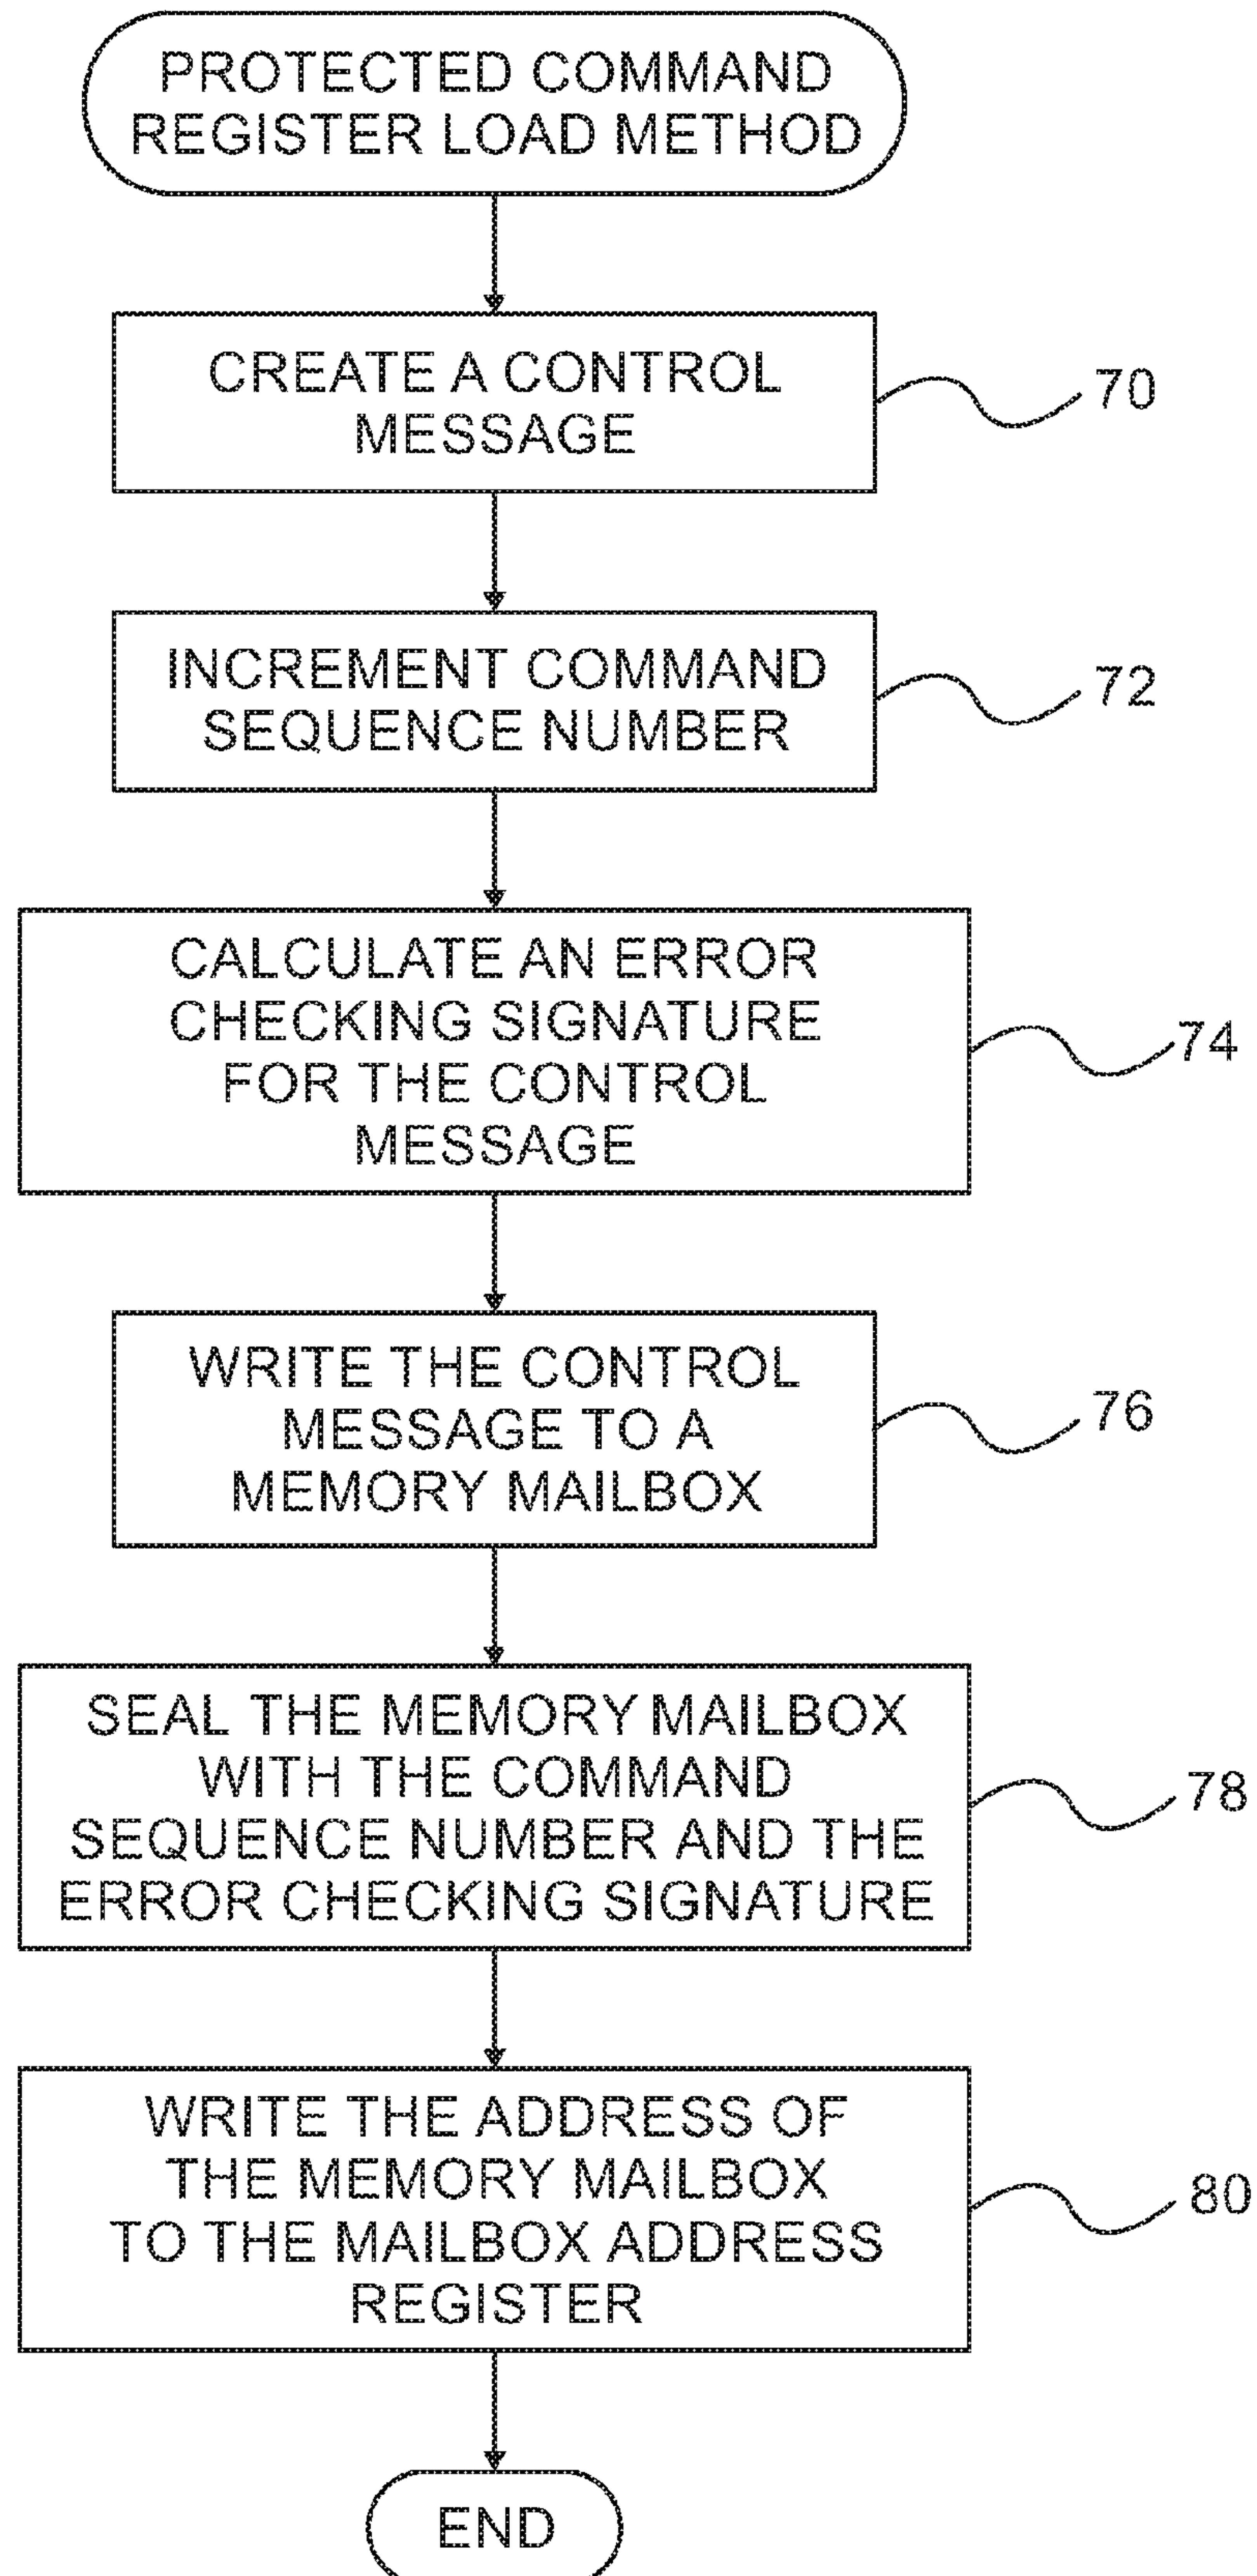 PROTECTED COMMAND
REGISTER LOAD METHOD
CREATE A CONTROL
MESSAGE
70
INCREMENT COMMAND
SEQUENCE NUMBER
72
CALCULATE AN ERROR
CHECKING SIGNATURE
FOR THE CONTROL
MESSAGE
74
WRITE THE CONTROL
MESSAGE TO A
MEMORY MAILBOX
76
SEAL THE MEMORY MAILBOX
WITH THE COMMAND
SEQUENCE NUMBER AND THE
ERROR CHECKING SIGNATURE
78
WRITE THE ADDRESS OF
THE MEMORY MAILBOX
TO THE MAILBOX ADDRESS
REGISTER
80
END